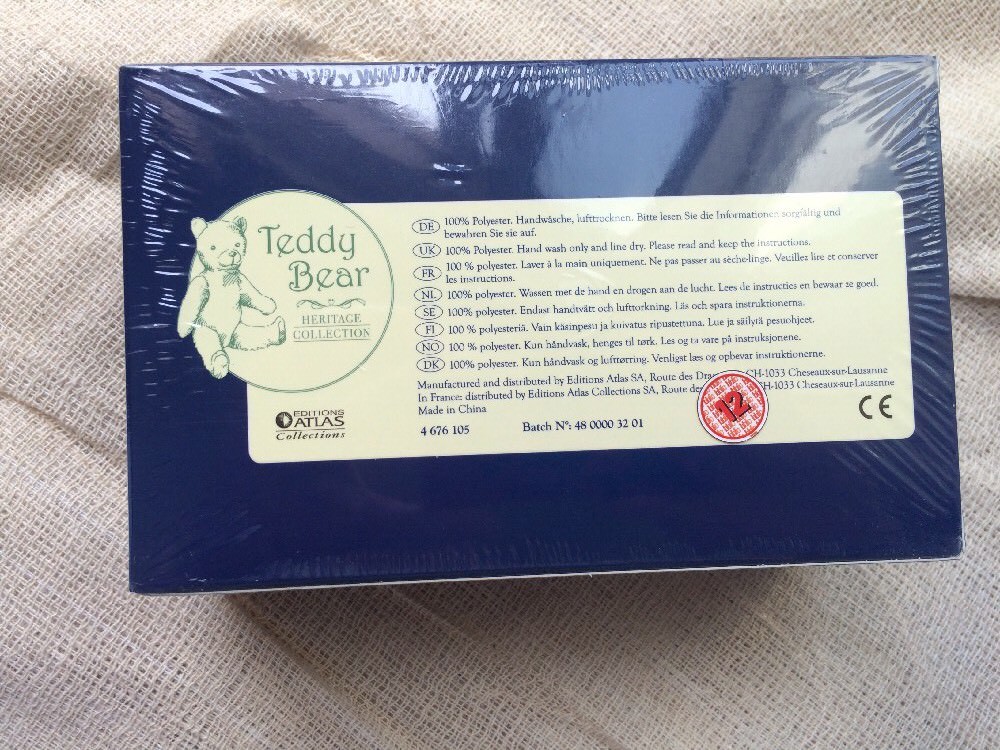 Teddy
Bear
HERITAGE
COLLECTION
EDITIONS
ATLAS
Collections
DE 100% Polyester. Handwäsche, lufttrocknen. Bitte lesen Sie die Informationen sorgfältig und
bewahren Sie sie auf.
UK 100% Polyester. Hand wash only and line dry. Please read and keep the instructions.
FR 100 % polyester. Laver à la main uniquement. Ne pas passer au sèche-linge. Veuillez lire et conserver
les instructions.
NL 100% polyester. Wassen met de hand en drogen aan de lucht. Lees de instructies en bewaar ze goed.
SE 100% polyester. Endast handtvätt och lufttorkning. Läs och spara instruktionerna.
FI 100 % polyesteriä. Vain käsinpesu ja kuivatus ripustettuna. Lue ja säilytä pesuohjeet.
NO 100 % polyester. Kun håndvask, henges til tørk. Les og ta vare på instruksjonene.
DK 100% polyester. Kun håndvask og lufttørring. Venligst læs og opbevar instruktionerne.
Manufactured and distributed by Editions Atlas SA, Route des CH-1033 Cheseaux-sur-Lausanne
In France: distributed by Editions Atlas Collections SA, Route des CH-1033 Cheseaux-sur-Lausanne
Made in China
4 676 105 Batch N°: 48 0000 32 01
12
CE